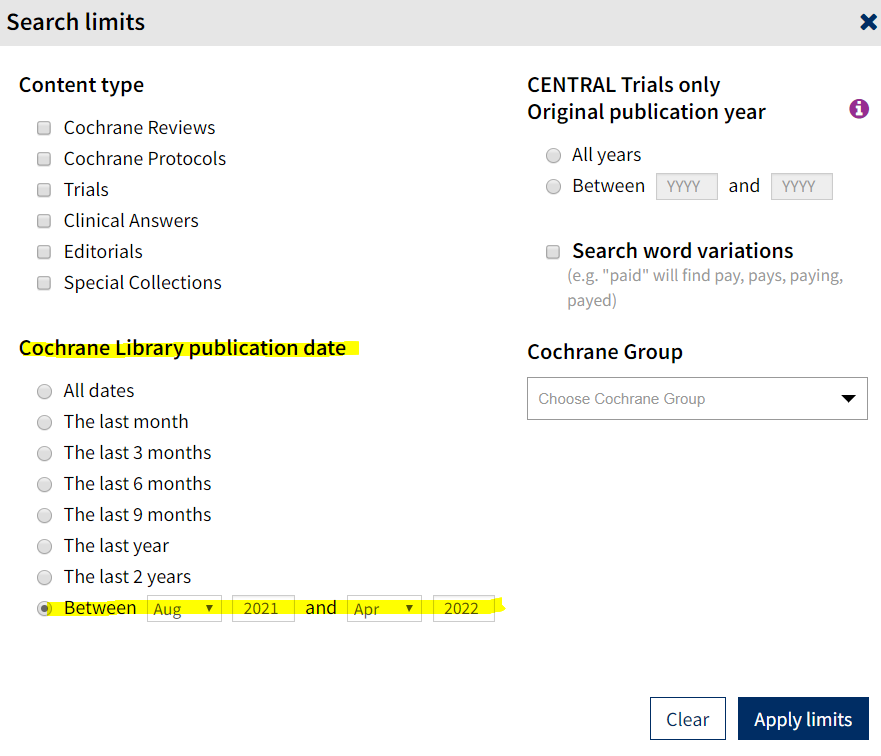 Search limits
Content type
Cochrane Reviews
Cochrane Protocols
Trials
Clinical Answers
Editorials
Special Collections
Cochrane Library publication date
All dates
The last month
The last 3 months
The last 6 months
The last 9 months
The last year
The last 2 years
Between Aug 2021 and Apr 2022
CENTRAL Trials only
Original publication year
All years
Between YYYY and YYYY
Search word variations
(e.g. "paid" will find pay, pays, paying,
payed)
Cochrane Group
Choose Cochrane Group
Clear
Apply limits